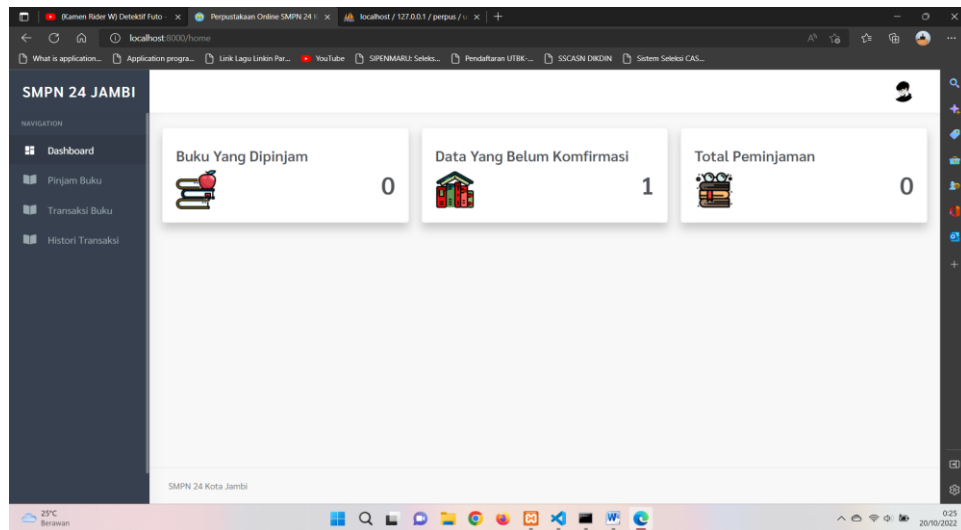 (Kamen Rider W) Detektif Futo -
Perpustakaan Online SMPN 24
localhost / 127.0.0.1 / perpus /
localhost:8000/home
What is application...
Application progra...
Lirik Lagu Linkin Par...
YouTube
SIPENMARU: Seleks...
Pendaftaran UTBK-...
SSCASN DIKDIN
Sistem Seleksi CAS...
SMPN 24 JAMBI
NAVIGATION
Dashboard
Pinjam Buku
Transaksi Buku
Histori Transaksi
Buku Yang Dipinjam
0
Data Yang Belum Komfirmasi
1
Total Peminjaman
0
SMPN 24 Kota Jambi
25°C
Berawan
0:25
20/10/2022